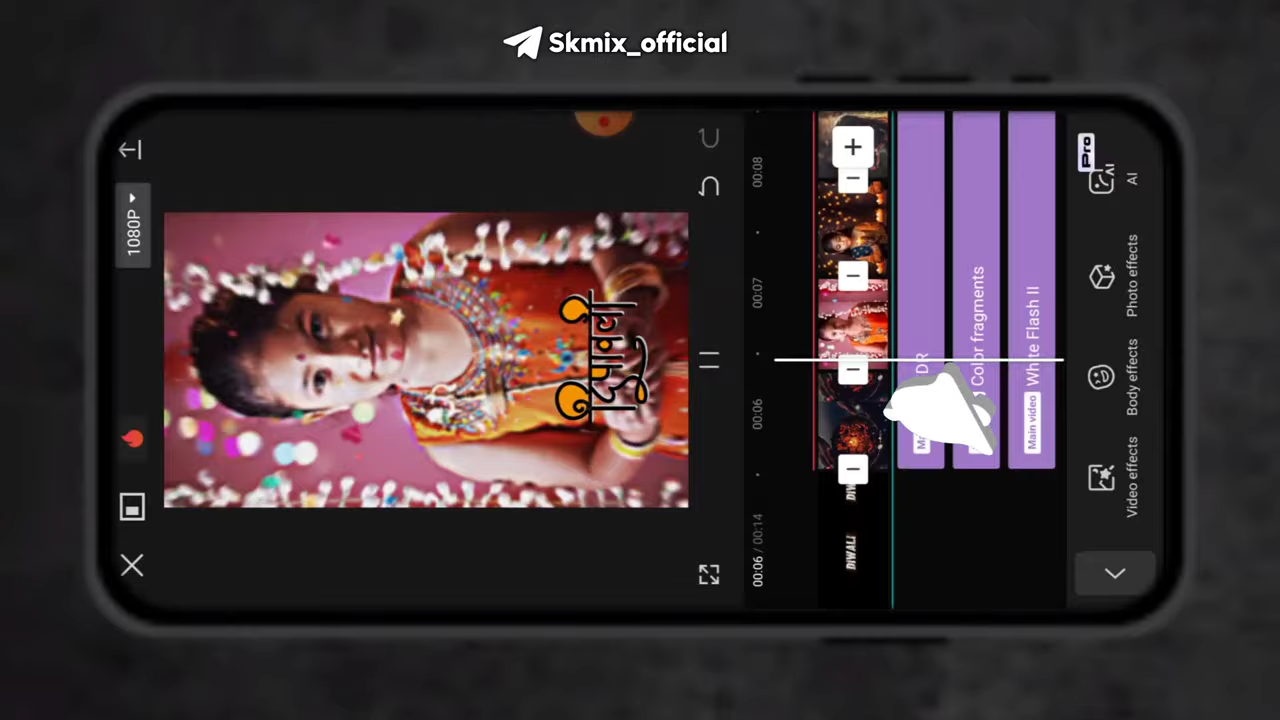 Skmix_official
1080P
दीपावली
00:06 / 00:14
00:06
00:07
00:08
DIWALI
Color fragments
Main video
White Flash II
Pro
Video effects
Body effects
Photo effects
AI